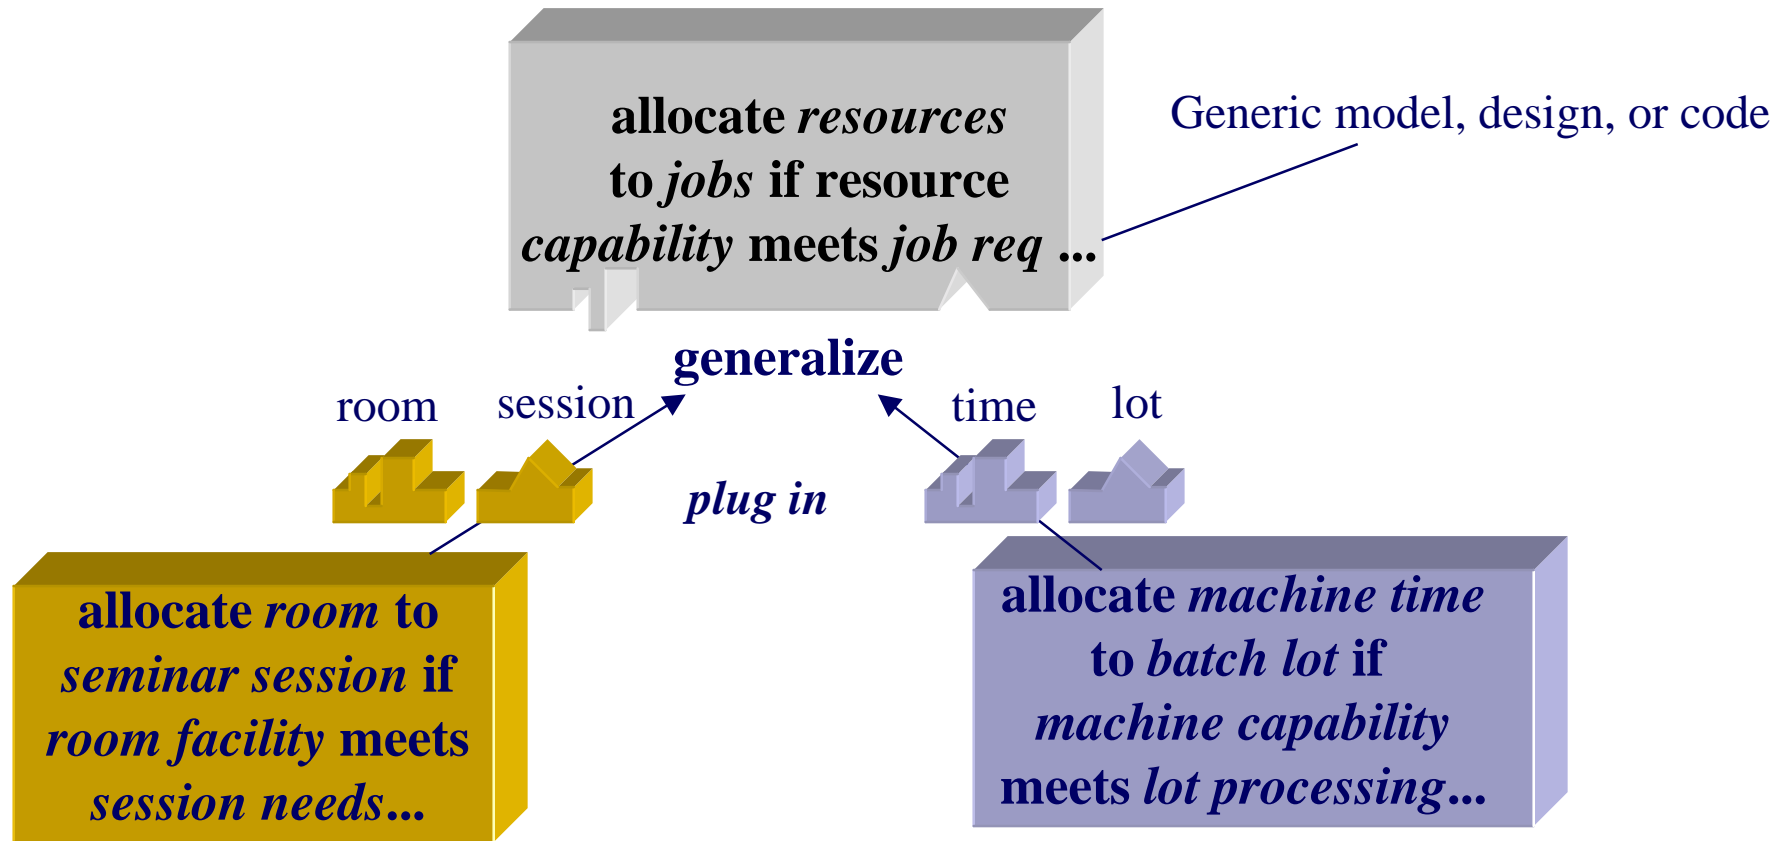 allocate resources
to jobs if resource
capability meets job req ...
Generic model, design, or code
generalize
room
session
time
lot
plug in
allocate room to
seminar session if
room facility meets
session needs...
allocate machine time
to batch lot if
machine capability
meets lot processing...